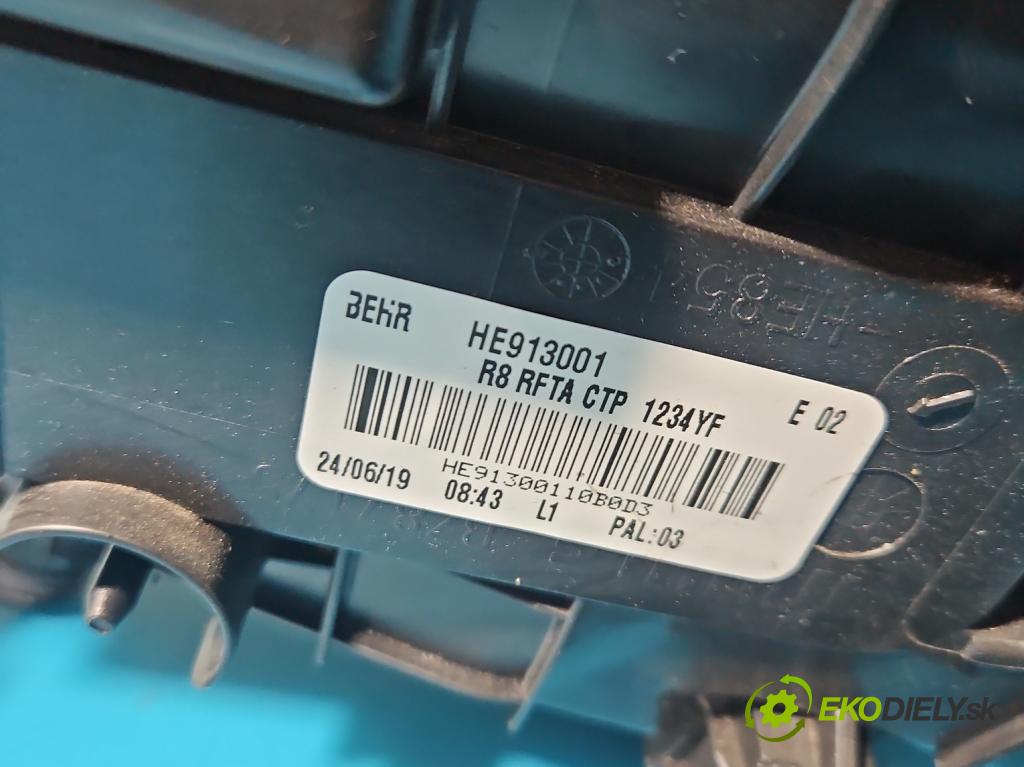 BEHR HE913001
R8 RFTA CTP 1234YF E 02
HE91300110B0D3
24/06/19 08:43 L1 PAL:03
EKODIELY.sk